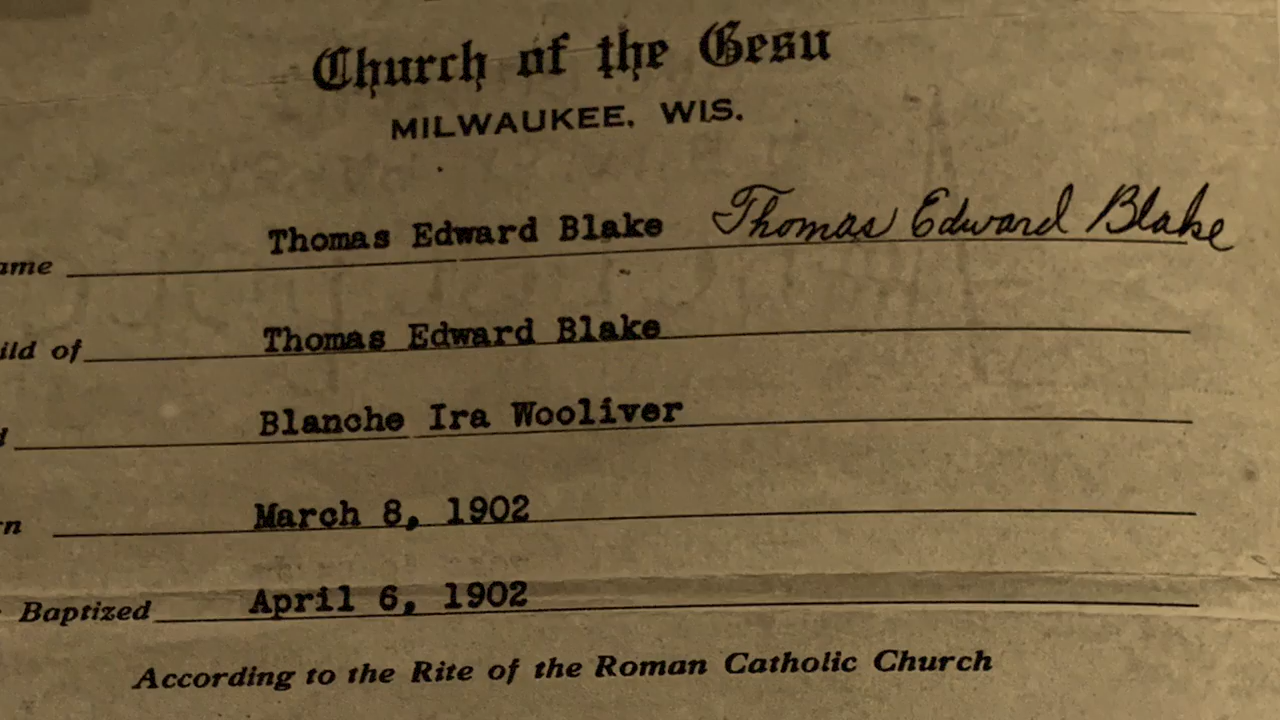 Church of the Gesu
MILWAUKEE, WIS.
ame Thomas Edward Blake Thomas Edward Blake
ild of Thomas Edward Blake
d Blanche Ira Wooliver
rn March 8, 1902
Baptized April 6, 1902
According to the Rite of the Roman Catholic Church